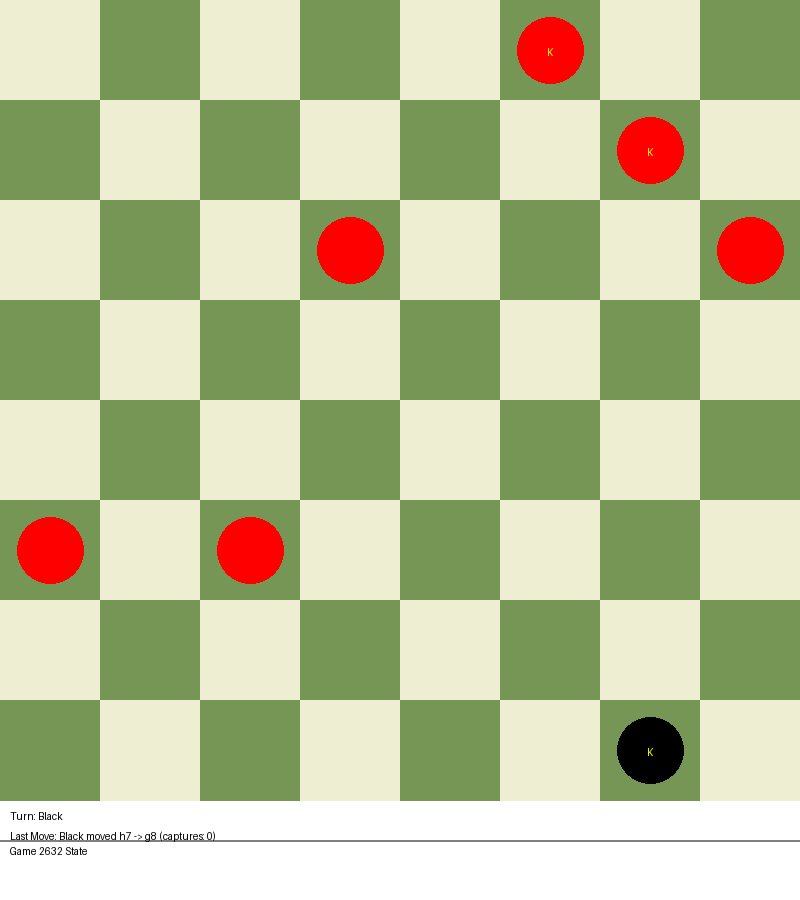 K
K
K
Turn: Black
Last Move: Black moved h7 -> g8 (captures: 0)
Game 2632 State